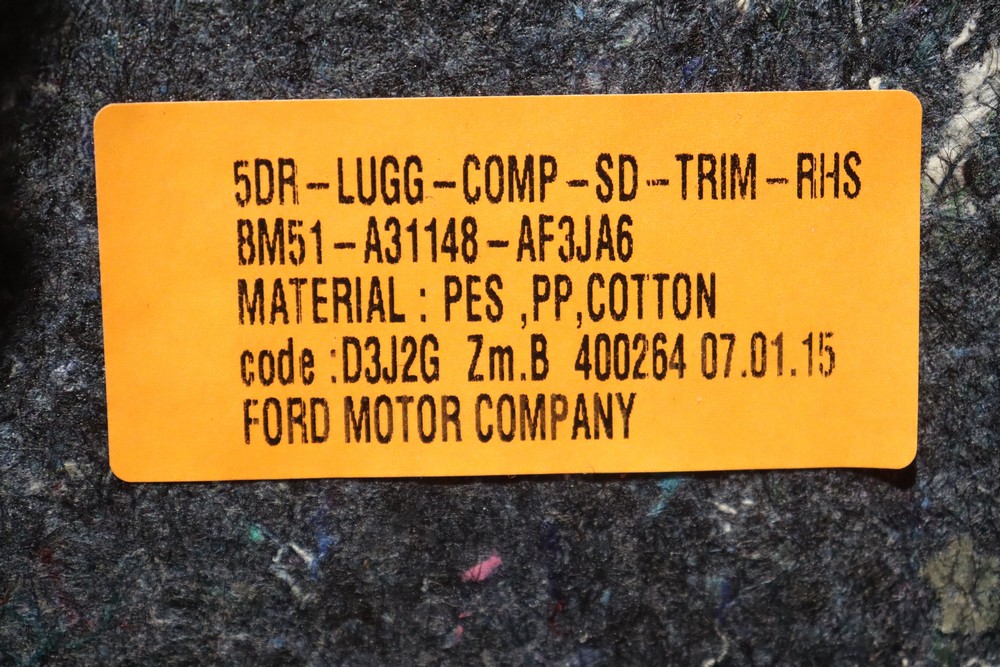 5DR-LUGG-COMP-SD-TRIM-RHS
BM51-A31148-AF3JA6
MATERIAL : PES ,PP,COTTON
code :D3J2G Zm.B 400264 07.01.15
FORD MOTOR COMPANY